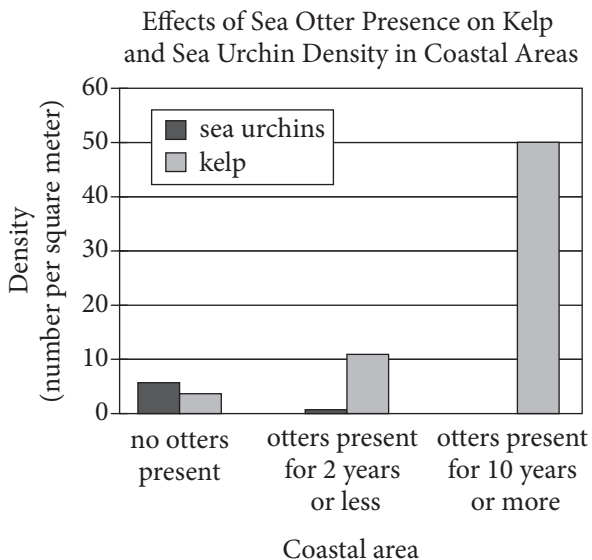 Effects of Sea Otter Presence on Kelp
and Sea Urchin Density in Coastal Areas
Density
(number per square meter)
60
50
40
30
20
10
0
sea urchins
kelp
no otters
present
otters present
for 2 years
or less
otters present
for 10 years
or more
Coastal area